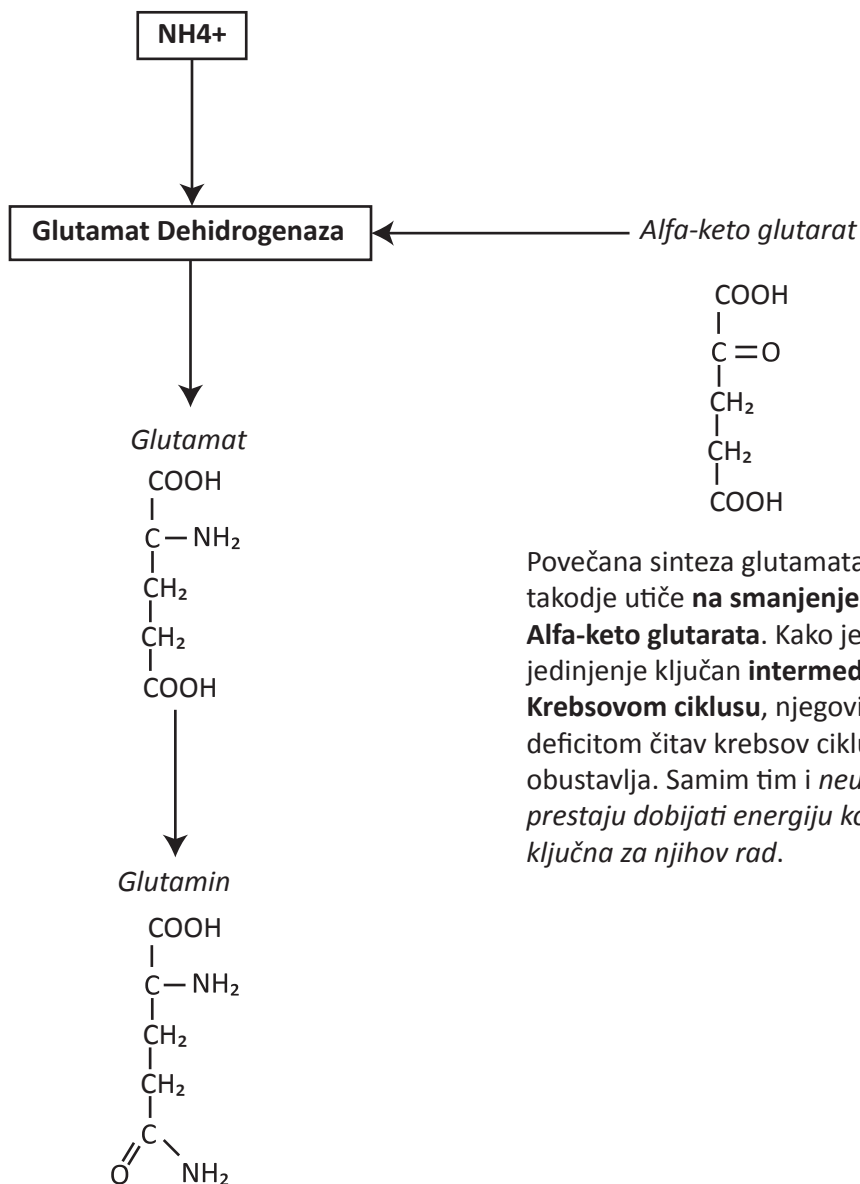 NH4+
Glutamat Dehidrogenaza
Alfa-keto glutarat
COOH
C=O
CH₂
CH₂
COOH
Glutamat
COOH
C—NH₂
CH₂
CH₂
COOH
Povečana sinteza glutamata
takodje utiče na smanjenje
Alfa-keto glutarata. Kako je
jedinjenje ključan intermed
Krebsovom ciklusu, njegovi
deficitom čitav krebsov ciklu
obustavlja. Samim tim i neu
prestaju dobijati energiju ko
ključna za njihov rad.
Glutamin
COOH
C—NH₂
CH₂
CH₂
C
O
NH₂